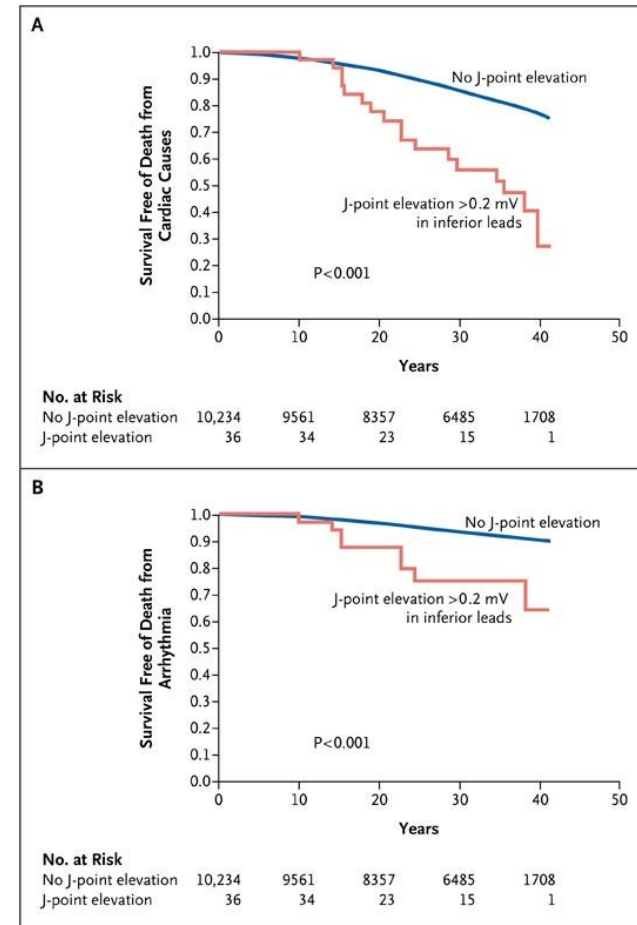 A
1.0
0.9
0.8
0.7
0.6
0.5
0.4
0.3
0.2
0.1
0.0
Survival Free of Death from
Cardiac Causes
No J-point elevation
J-point elevation >0.2 mV
in inferior leads
P<0.001
0 10 20 30 40 50
Years
No. at Risk
No J-point elevation 10,234 9561 8357 6485 1708
J-point elevation 36 34 23 15 1
B
1.0
0.9
0.8
0.7
0.6
0.5
0.4
0.3
0.2
0.1
0.0
Survival Free of Death from
Arrhythmia
No J-point elevation
J-point elevation >0.2 mV
in inferior leads
P<0.001
0 10 20 30 40 50
Years
No. at Risk
No J-point elevation 10,234 9561 8357 6485 1708
J-point elevation 36 34 23 15 1